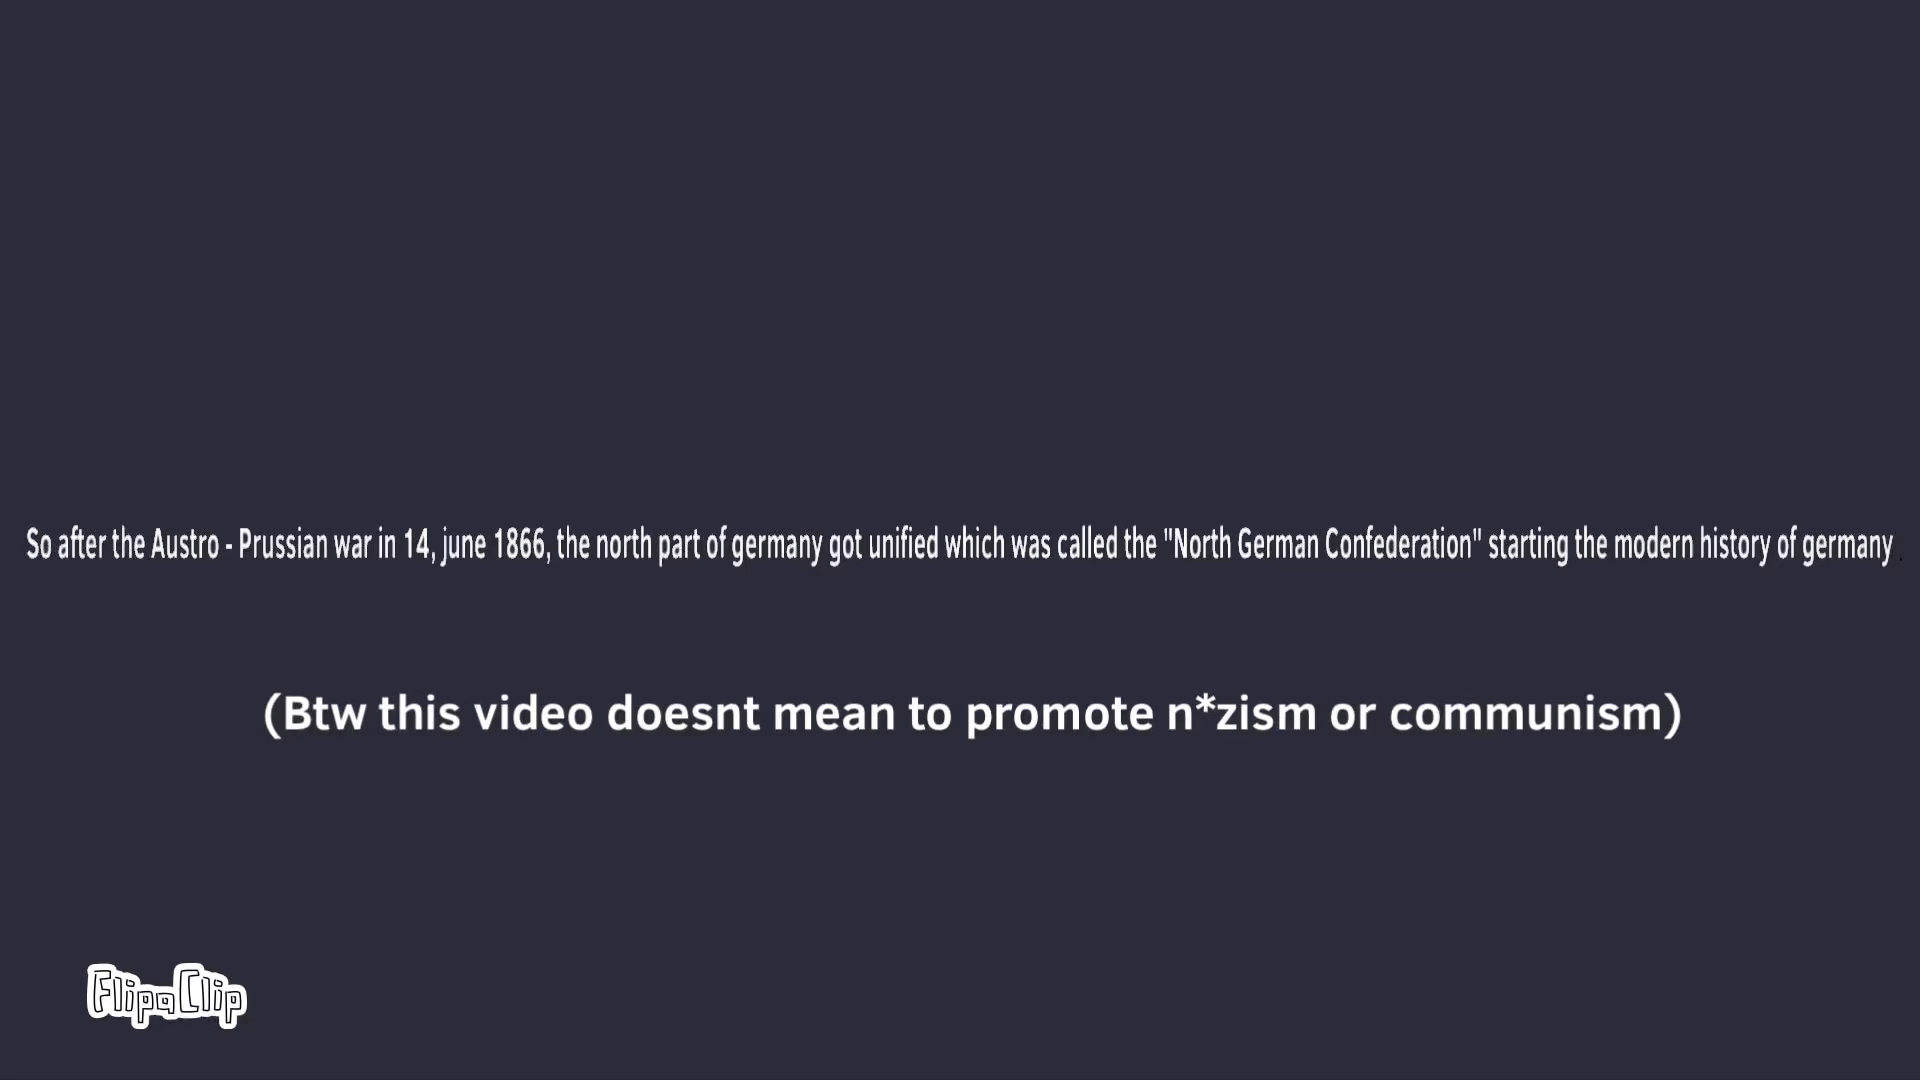 So after the Austro - Prussian war in 14, june 1866, the north part of germany got unified which was called the "North German Confederation" starting the modern history of germany
(Btw this video doesnt mean to promote n*zism or communism)
FlipaClip